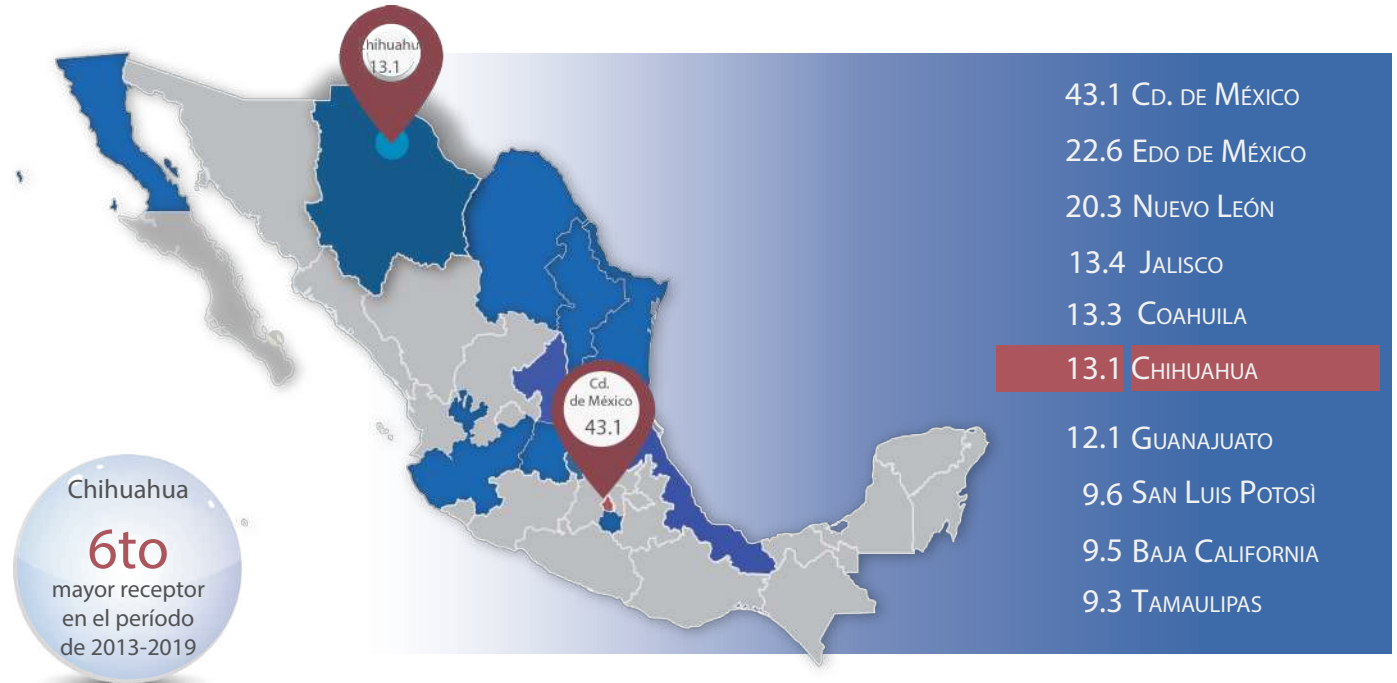 hihuahu
13.1
43.1 CD. DE MÉXICO
22.6 EDO DE MÉXICO
20.3 NUEVO LEÓN
13.4 JALISCO
13.3 COAHUILA
13.1 CHIHUAHUA
12.1 GUANAJUATO
9.6 SAN LUIS POTOSÌ
9.5 BAJA CALIFORNIA
9.3 TAMAULIPAS
Cd.
de México
43.1
Chihuahua
6to
mayor receptor
en el período
de 2013-2019